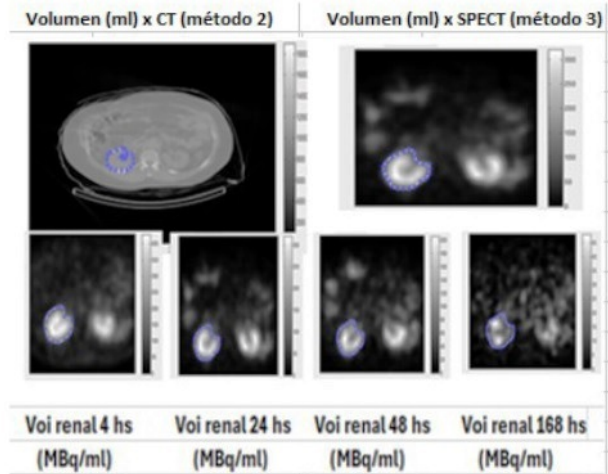 Volumen (ml) x CT (método 2)
Volumen (ml) x SPECT (método 3)
Voi renal 4 hs
Voi renal 24 hs
Voi renal 48 hs
Voi renal 168 hs
(MBq/ml)
(MBq/ml)
(MBq/ml)
(MBq/ml)